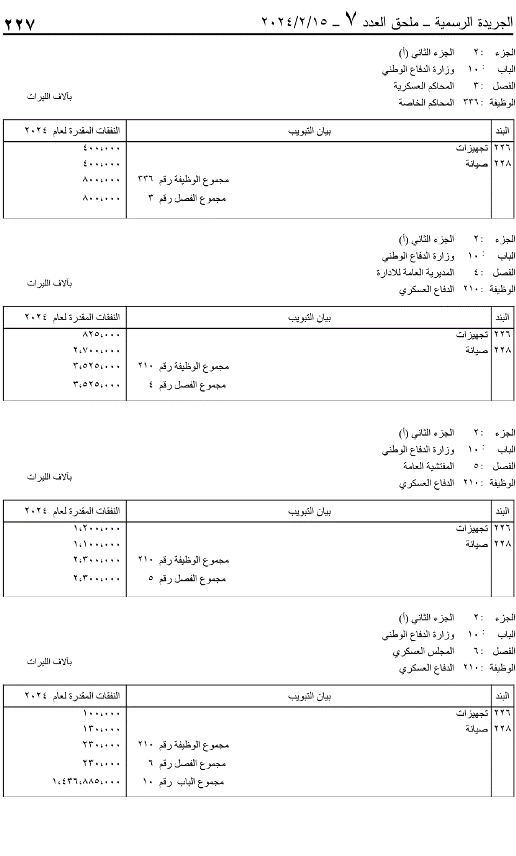 الجريدة الرسمية – ملحق العدد ٧ – ٢٠٢٤/٢/١٥ ٢٢٧
الجزء : ٢ الجزء الثاني (أ)
الباب : ١٠ وزارة الدفاع الوطني
الفصل : ٣ المحاكم العسكرية
الوظيفة : ٣٣٦ المحاكم الخاصة
بآلاف الليرات
البند بيان التبويب النفقات المقدرة لعام ٢٠٢٤
٢٢٦ تجهيزات ٤٠٠،٠٠٠
٢٢٨ صيانة ٤٠٠،٠٠٠
مجموع الوظيفة رقم ٣٣٦ ٨٠٠،٠٠٠
مجموع الفصل رقم ٣ ٨٠٠،٠٠٠
الجزء : ٢ الجزء الثاني (أ)
الباب : ١٠ وزارة الدفاع الوطني
الفصل : ٤ المديرية العامة للادارة
الوظيفة : ٢١٠ الدفاع العسكري
بآلاف الليرات
البند بيان التبويب النفقات المقدرة لعام ٢٠٢٤
٢٢٦ تجهيزات ٨٢٥،٠٠٠
٢٢٨ صيانة ٢،٧٠٠،٠٠٠
مجموع الوظيفة رقم ٢١٠ ٣،٥٢٥،٠٠٠
مجموع الفصل رقم ٤ ٣،٥٢٥،٠٠٠
الجزء : ٢ الجزء الثاني (أ)
الباب : ١٠ وزارة الدفاع الوطني
الفصل : ٥ المفتشية العامة
الوظيفة : ٢١٠ الدفاع العسكري
بآلاف الليرات
البند بيان التبويب النفقات المقدرة لعام ٢٠٢٤
٢٢٦ تجهيزات ١،٢٠٠،٠٠٠
٢٢٨ صيانة ١،١٠٠،٠٠٠
مجموع الوظيفة رقم ٢١٠ ٢،٣٠٠،٠٠٠
مجموع الفصل رقم ٥ ٢،٣٠٠،٠٠٠
الجزء : ٢ الجزء الثاني (أ)
الباب : ١٠ وزارة الدفاع الوطني
الفصل : ٦ المجلس العسكري
الوظيفة : ٢١٠ الدفاع العسكري
بآلاف الليرات
البند بيان التبويب النفقات المقدرة لعام ٢٠٢٤
٢٢٦ تجهيزات ١٠٠،٠٠٠
٢٢٨ صيانة ١٣٠،٠٠٠
مجموع الوظيفة رقم ٢١٠ ٢٣٠،٠٠٠
مجموع الفصل رقم ٦ ٢٣٠،٠٠٠
مجموع الباب رقم ١٠ ١،٤٣٦،٨٨٥،٠٠٠